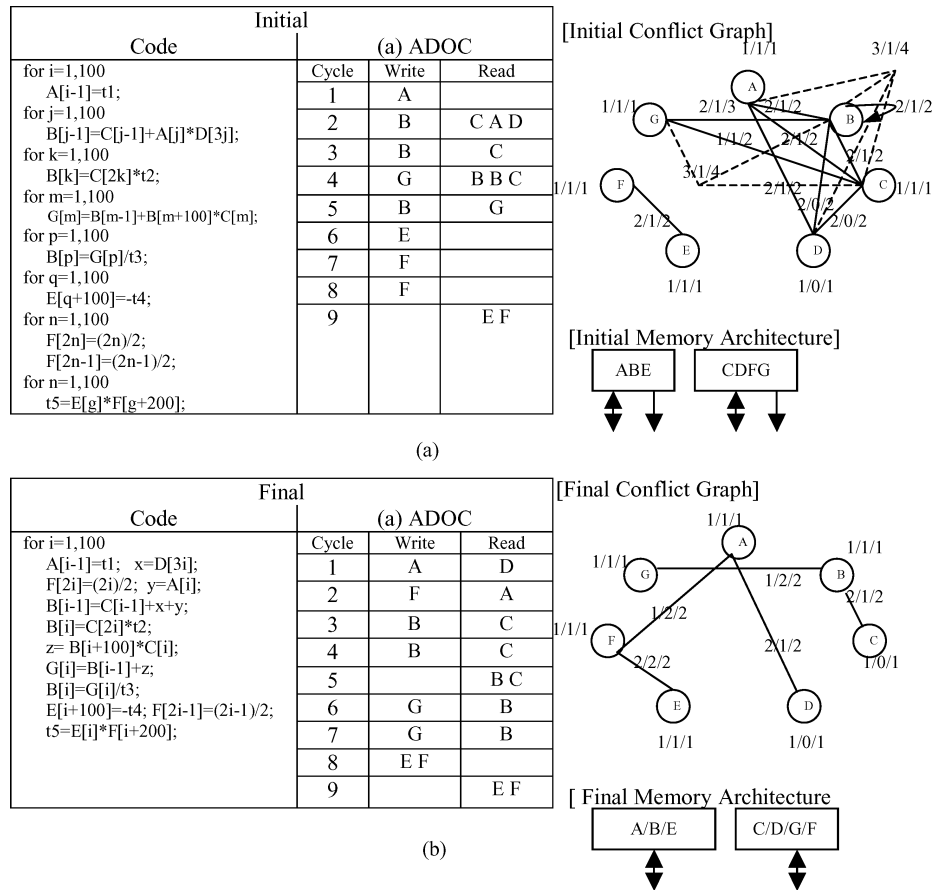 Initial
Code
(a) ADOC
for i=1,100
A[i-1]=t1;
for j=1,100
B[j-1]=C[j-1]+A[j]*D[3j];
for k=1,100
B[k]=C[2k]*t2;
for m=1,100
G[m]=B[m-1]+B[m+100]*C[m];
for p=1,100
B[p]=G[p]/t3;
for q=1,100
E[q+100]=-t4;
for n=1,100
F[2n]=(2n)/2;
F[2n-1]=(2n-1)/2;
for n=1,100
t5=E[g]*F[g+200];
Cycle Write Read
1 A
2 B C A D
3 B C
4 G B B C
5 B G
6 E
7 F
8 F
9 E F
[Initial Conflict Graph]
1/1/1 3/1/4
A
1/1/1 2/1/3 2/1/2 2/1/2
G B
1/1/2 2/1/2
2/1/2
3/1/4
1/1/1 F 2/1/2 C 1/1/1
2/0/2
2/1/2 2/0/2
E D
1/1/1 1/0/1
[Initial Memory Architecture]
ABE CDFG
(a)
Final
Code
(a) ADOC
for i=1,100
A[i-1]=t1; x=D[3i];
F[2i]=(2i)/2; y=A[i];
B[i-1]=C[i-1]+x+y;
B[i]=C[2i]*t2;
z= B[i+100]*C[i];
G[i]=B[i-1]+z;
B[i]=G[i]/t3;
E[i+100]=-t4; F[2i-1]=(2i-1)/2;
t5=E[i]*F[i+200];
Cycle Write Read
1 A D
2 F A
3 B C
4 B C
5 B C
6 G B
7 G B
8 E F
9 E F
[Final Conflict Graph]
1/1/1
A
1/1/1 1/1/1
G 1/2/2 B
2/1/2
1/2/2
1/1/1
F 2/1/2 C
2/2/2 1/0/1
E D
1/1/1 1/0/1
[ Final Memory Architecture
A/B/E C/D/G/F
(b)